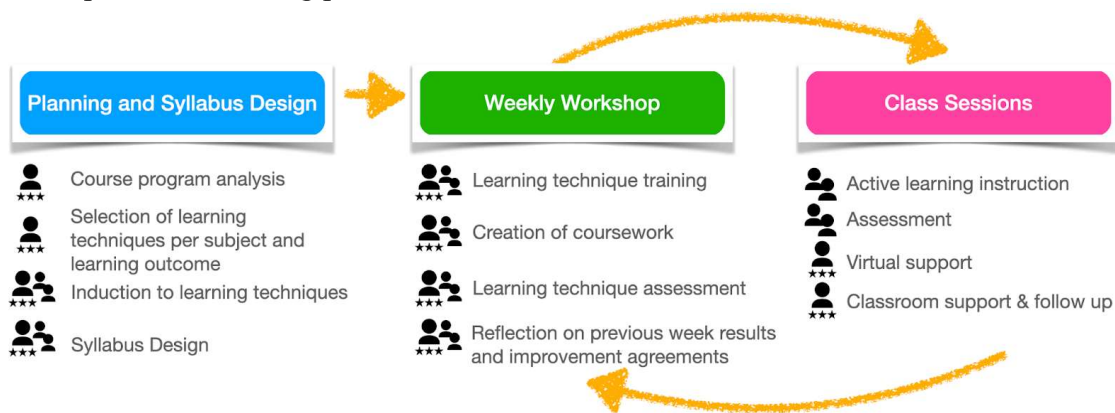 Planning and Syllabus Design
Course program analysis
Selection of learning
techniques per subject and
learning outcome
Induction to learning techniques
Syllabus Design
Weekly Workshop
Learning technique training
Creation of coursework
Learning technique assessment
Reflection on previous week results
and improvement agreements
Class Sessions
Active learning instruction
Assessment
Virtual support
Classroom support & follow up